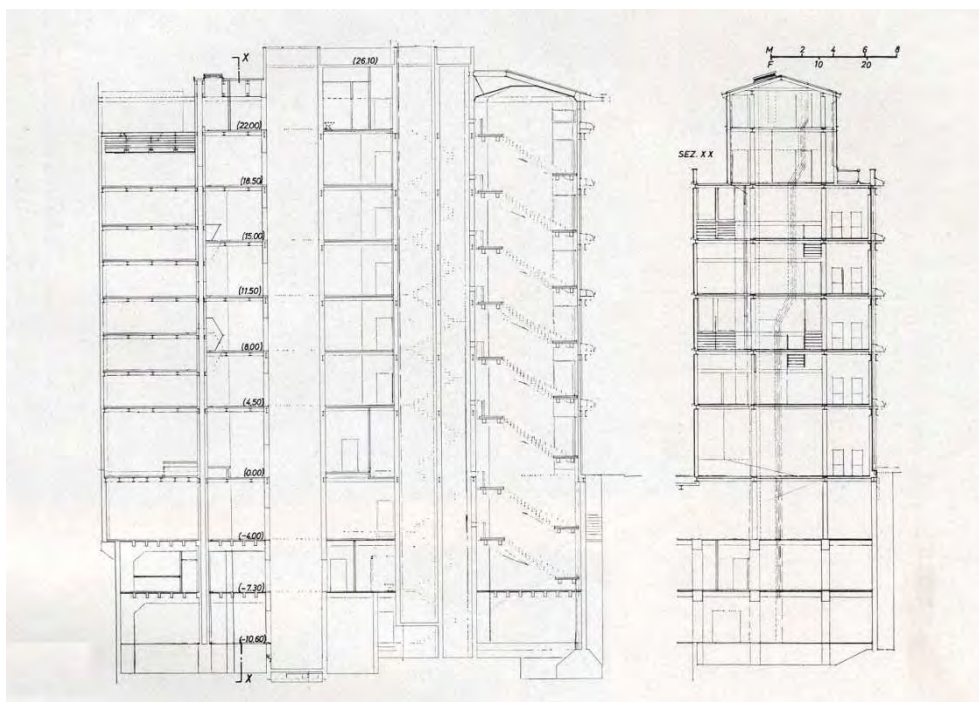 X
(26.10)
M 2 4 6 8
F 10 20
(22.00)
SEZ. X X
(18.50)
(15.00)
(11.50)
(8.00)
(4.50)
(0.00)
(-4.00)
(-7.30)
(-10.60)
X